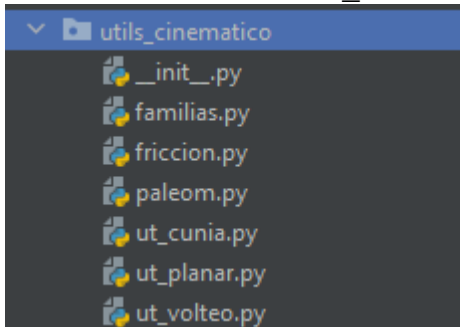 utils_cinematico
__init__.py
familias.py
friccion.py
paleom.py
ut_cunia.py
ut_planar.py
ut_volteo.py